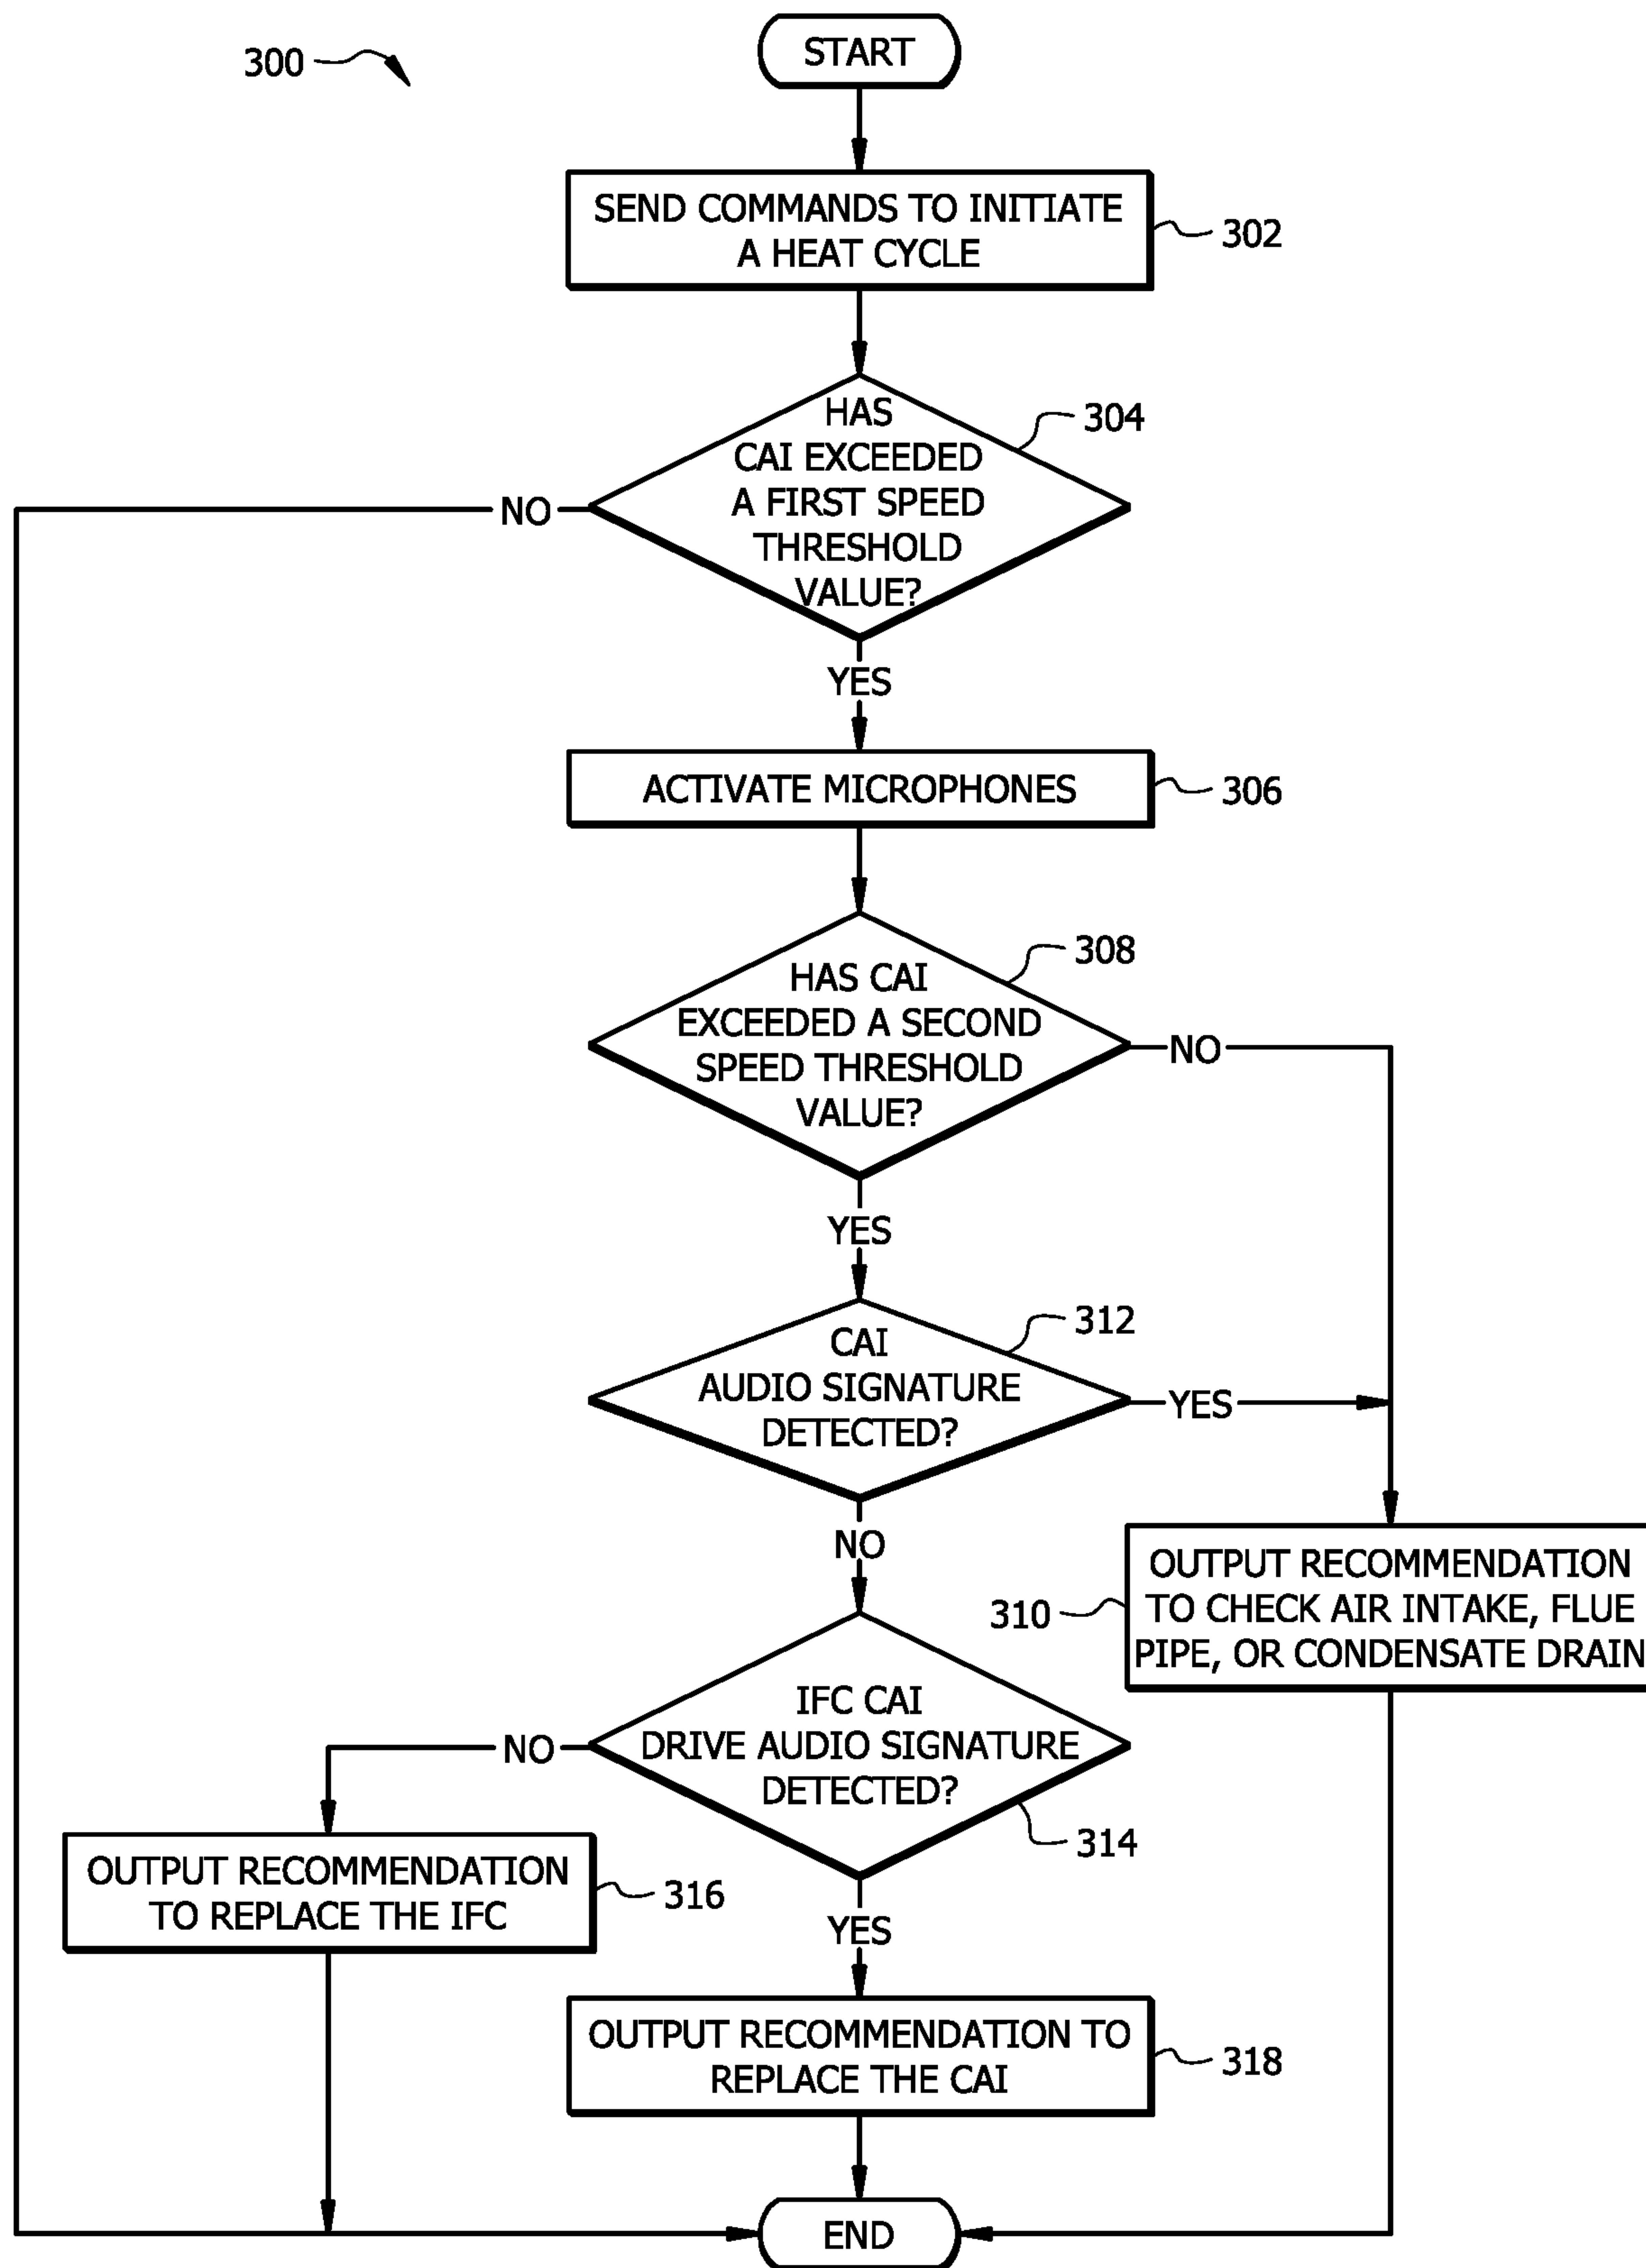 300
START
SEND COMMANDS TO INITIATE
A HEAT CYCLE
302
HAS
CAI EXCEEDED
A FIRST SPEED
THRESHOLD
VALUE?
304
NO
YES
ACTIVATE MICROPHONES
306
HAS CAI
EXCEEDED A SECOND
SPEED THRESHOLD
VALUE?
308
NO
YES
CAI
AUDIO SIGNATURE
DETECTED?
312
YES
NO
OUTPUT RECOMMENDATION
TO CHECK AIR INTAKE, FLUE
PIPE, OR CONDENSATE DRAIN
310
IFC CAI
DRIVE AUDIO SIGNATURE
DETECTED?
314
NO
YES
OUTPUT RECOMMENDATION
TO REPLACE THE IFC
316
OUTPUT RECOMMENDATION TO
REPLACE THE CAI
318
END